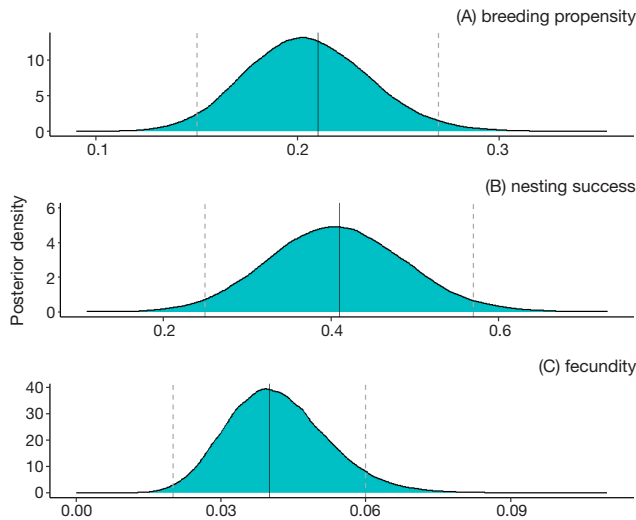 (A) breeding propensity
10
5
0
0.1 0.2 0.3
(B) nesting success
6
4
2
0
0.2 0.4 0.6
Posterior density
(C) fecundity
40
30
20
10
0
0.00 0.03 0.06 0.09